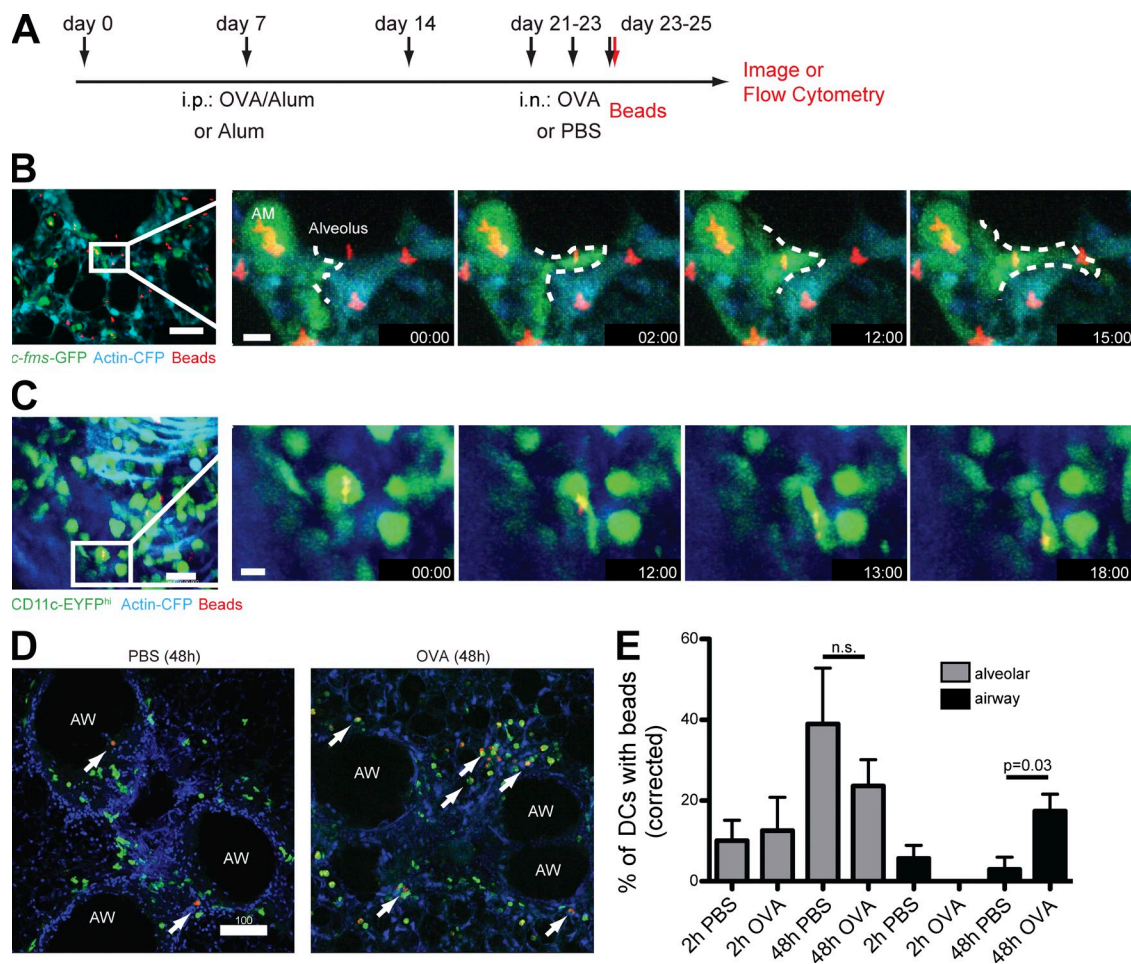 A
day 0 day 7 day 14 day 21-23 day 23-25
i.p.: OVA/Alum
or Alum
i.n.: OVA
or PBS
Beads
Image or
Flow Cytometry
B
AM
Alveolus
00:00 02:00 12:00 15:00
c-fms-GFP Actin-CFP Beads
C
00:00 12:00 13:00 18:00
CD11c-EYFPhi Actin-CFP Beads
D
PBS (48h) OVA (48h)
AW
AW
AW
100
AW
AW
AW
E
% of DCs with beads
(corrected)
60
40
20
0
n.s.
p=0.03
alveolar
airway
2h PBS 2h OVA 48h PBS 48h OVA 2h PBS 2h OVA 48h PBS 48h OVA